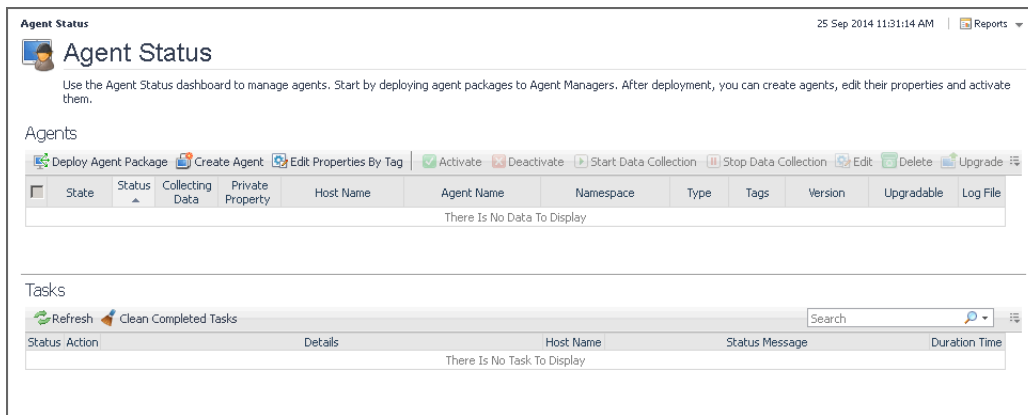 Agent Status
25 Sep 2014 11:31:14 AM | Reports
Agent Status
Use the Agent Status dashboard to manage agents. Start by deploying agent packages to Agent Managers. After deployment, you can create agents, edit their properties and activate
them.
Agents
Deploy Agent Package Create Agent Edit Properties By Tag Activate Deactivate Start Data Collection Stop Data Collection Edit Delete Upgrade
State Status Collecting Data Private Property Host Name Agent Name Namespace Type Tags Version Upgradable Log File
There Is No Data To Display
Tasks
Refresh Clean Completed Tasks Search
Status Action Details Host Name Status Message Duration Time
There Is No Task To Display